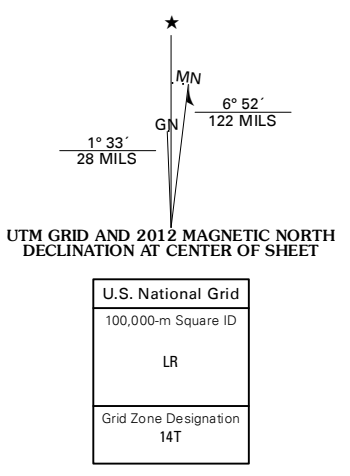 ★
MN
6° 52´
122 MILS
GN
1° 33´
28 MILS
UTM GRID AND 2012 MAGNETIC NORTH
DECLINATION AT CENTER OF SHEET
U.S. National Grid
100,000-m Square ID
LR
Grid Zone Designation
14T